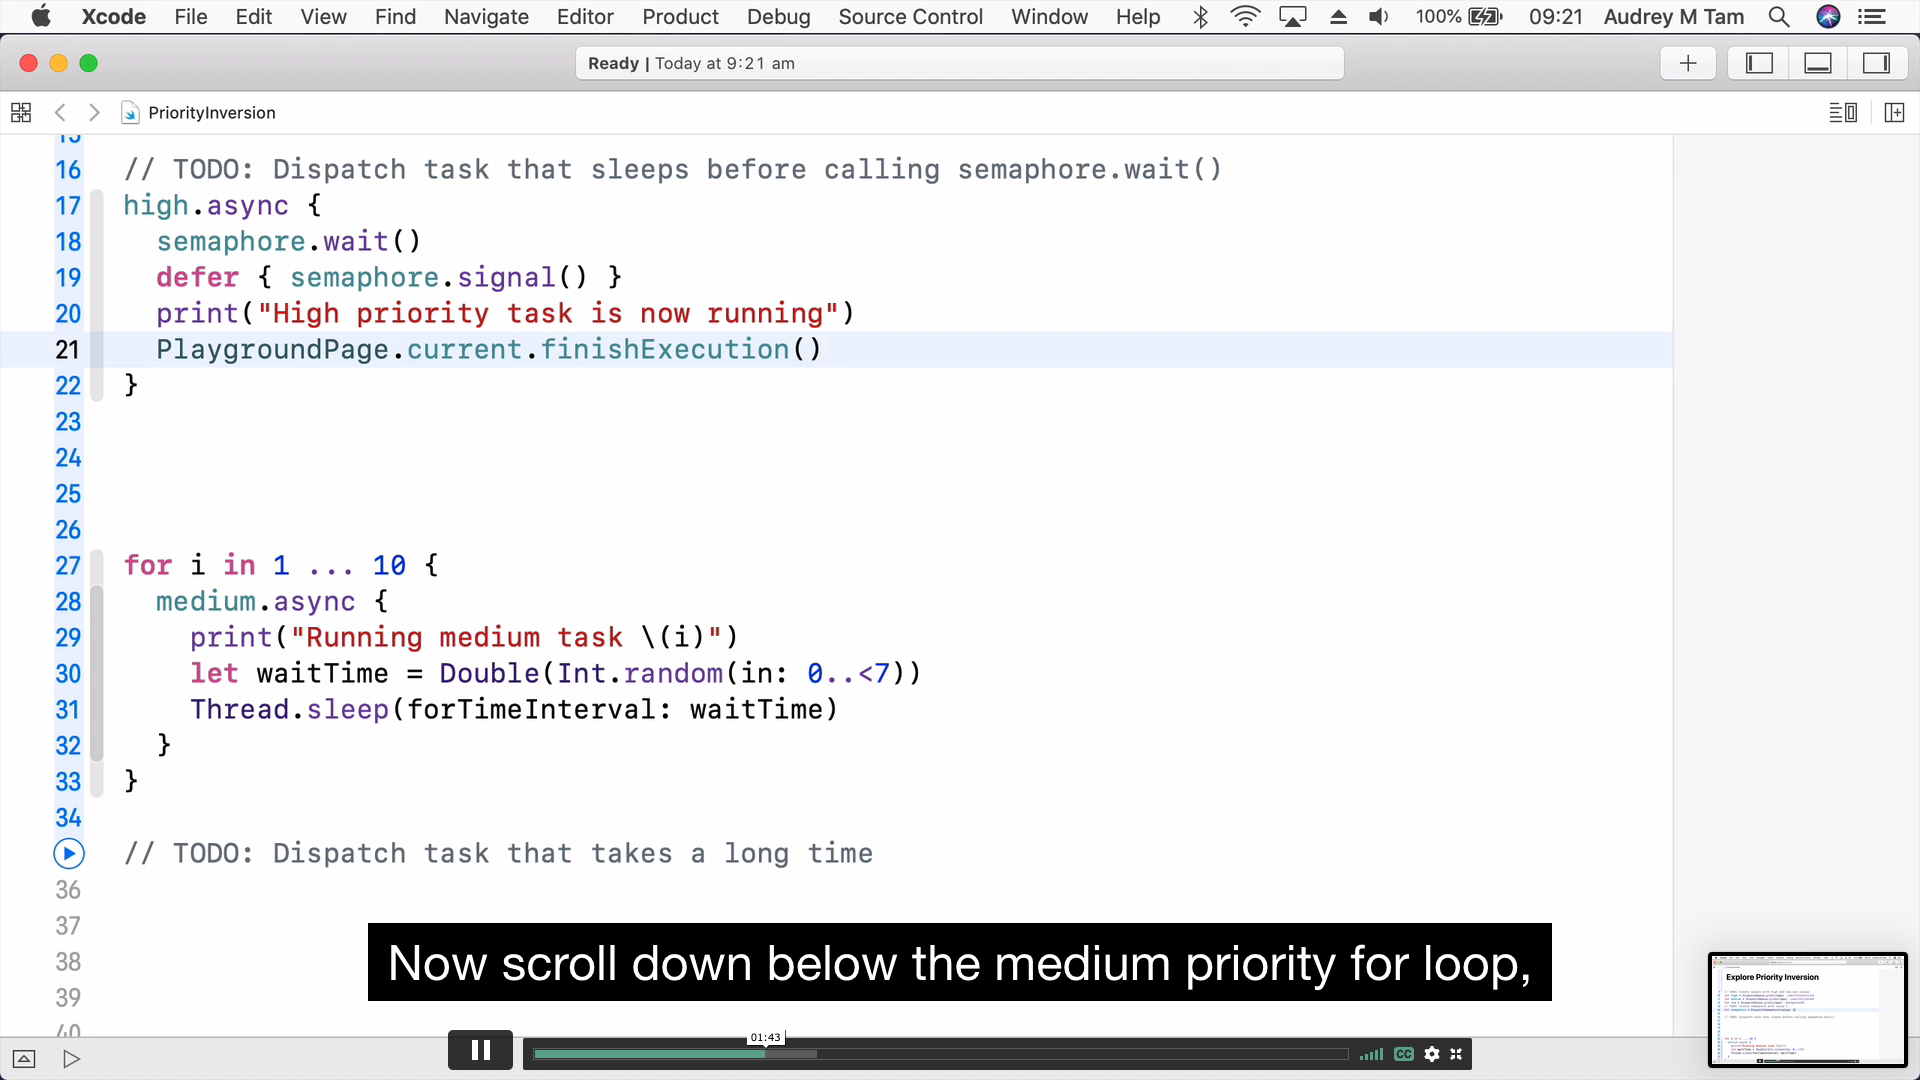 Xcode File Edit View Find Navigate Editor Product Debug Source Control Window Help 100% 09:21 Audrey M Tam
Ready | Today at 9:21 am
PriorityInversion
15
16 // TODO: Dispatch task that sleeps before calling semaphore.wait()
17 high.async {
18 semaphore.wait()
19 defer { semaphore.signal() }
20 print("High priority task is now running")
21 PlaygroundPage.current.finishExecution()
22 }
23
24
25
26
27 for i in 1 ... 10 {
28 medium.async {
29 print("Running medium task \(i)")
30 let waitTime = Double(Int.random(in: 0..<7))
31 Thread.sleep(forTimeInterval: waitTime)
32 }
33 }
34
// TODO: Dispatch task that takes a long time
36
37
38
39
40
Now scroll down below the medium priority for loop,
01:43
CC
Explore Priority Inversion